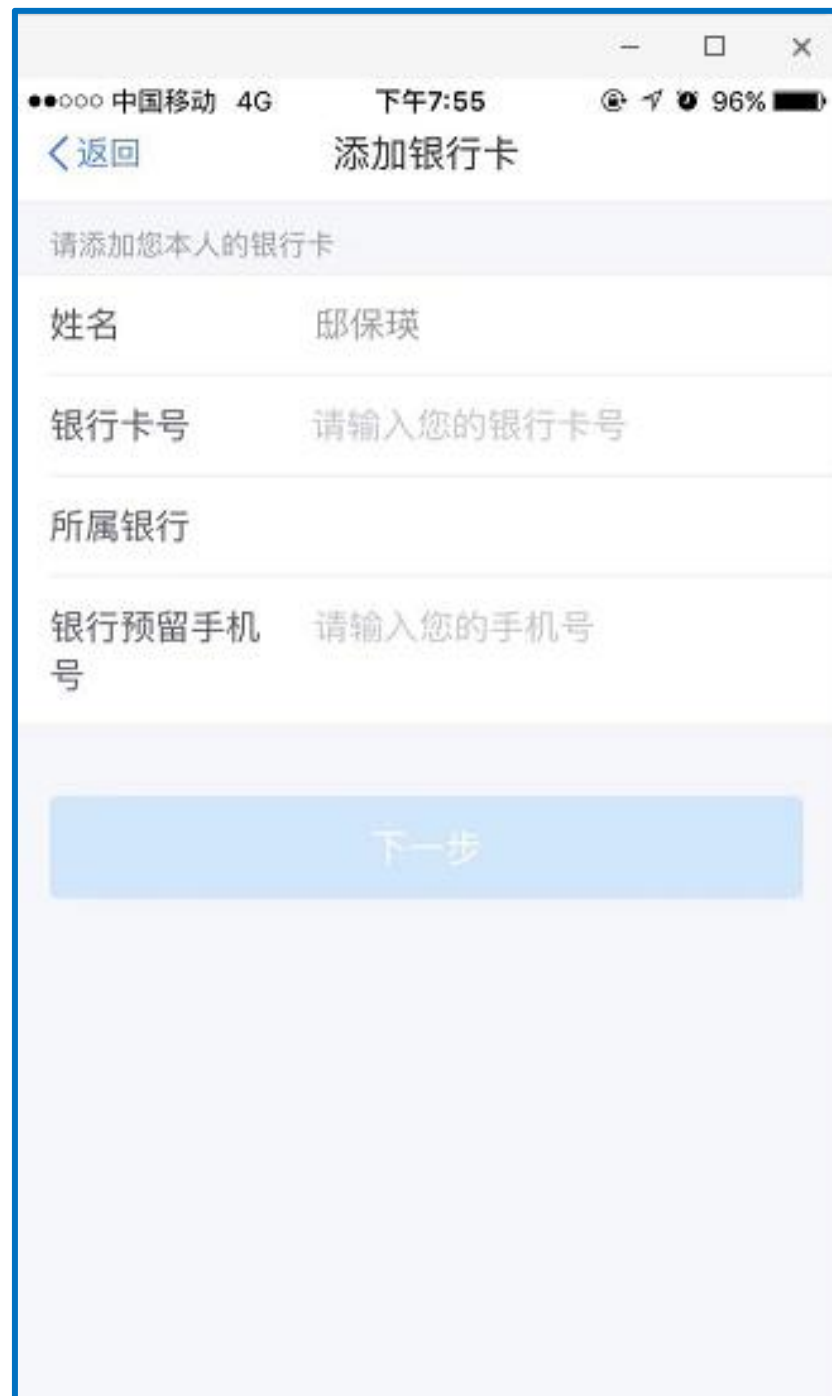 中国移动 4G 下午7:55 96%
返回 添加银行卡
请添加您本人的银行卡
姓名 邸保瑛
银行卡号 请输入您的银行卡号
所属银行
银行预留手机号 请输入您的手机号
下一步